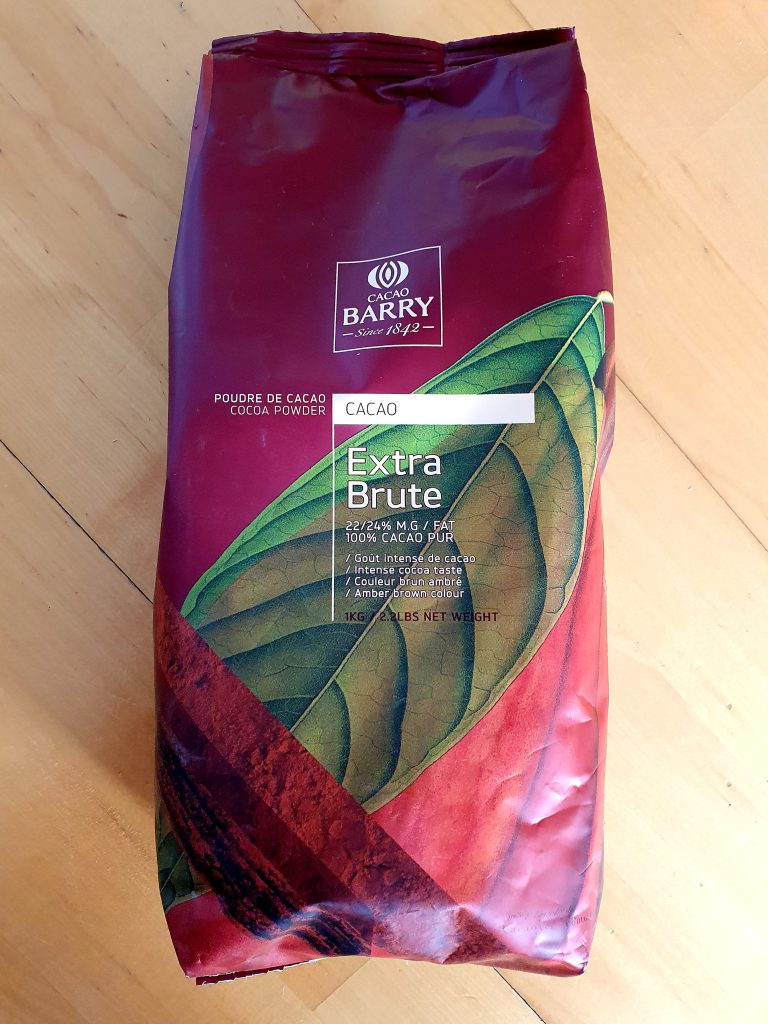 CACAO
BARRY
Since 1842
POUDRE DE CACAO
COCOA POWDER
CACAO
Extra
Brute
22/24% M.G / FAT
100% CACAO PUR
/ Goût intense de cacao
/ Intense cocoa taste
/ Couleur brun ambré
/ Amber brown colour
1KG / 2.2LBS NET WEIGHT